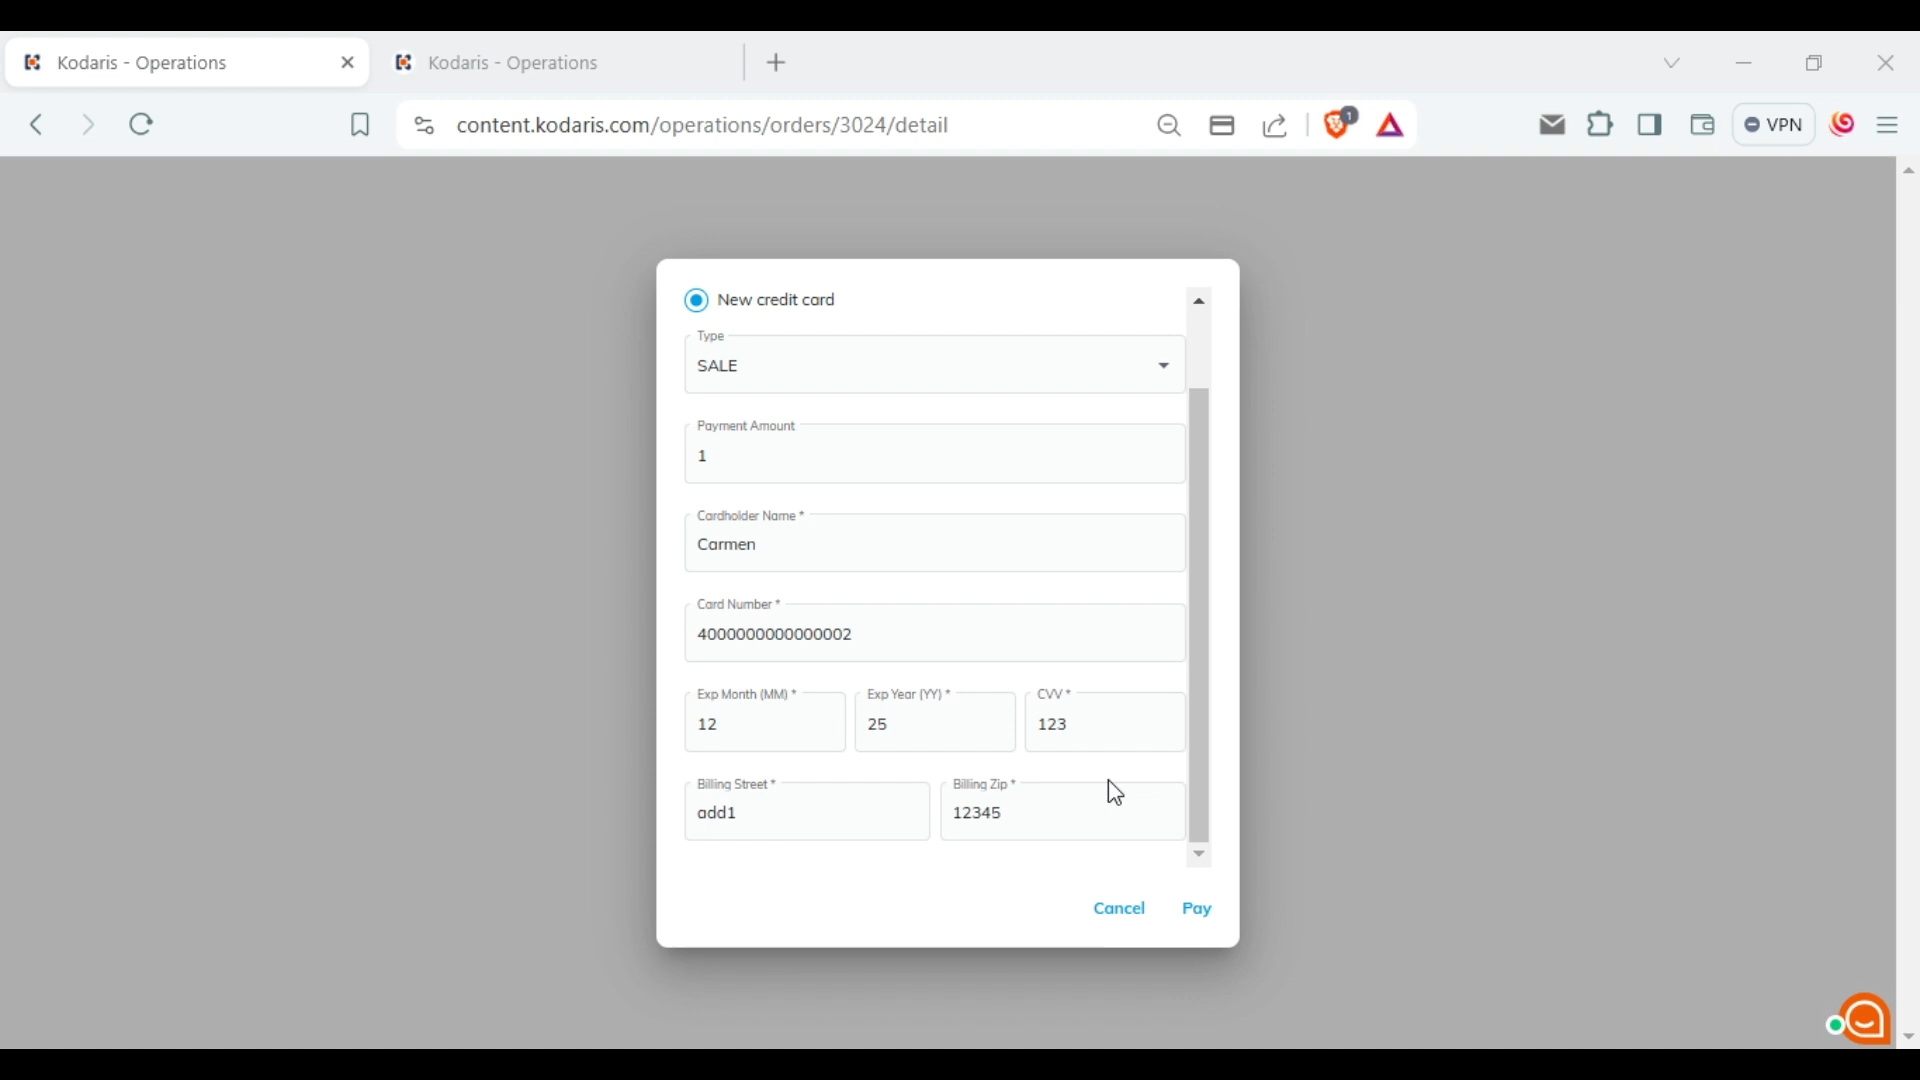 Kodaris - Operations
Kodaris - Operations
content.kodaris.com/operations/orders/3024/detail
1
VPN
New credit card
Type
SALE
Payment Amount
1
Cardholder Name *
Carmen
Card Number *
4000000000000002
Exp Month (MM) * Exp Year (YY) * CVV *
12 25 123
Billing Street * Billing Zip *
add1 12345
Cancel Pay